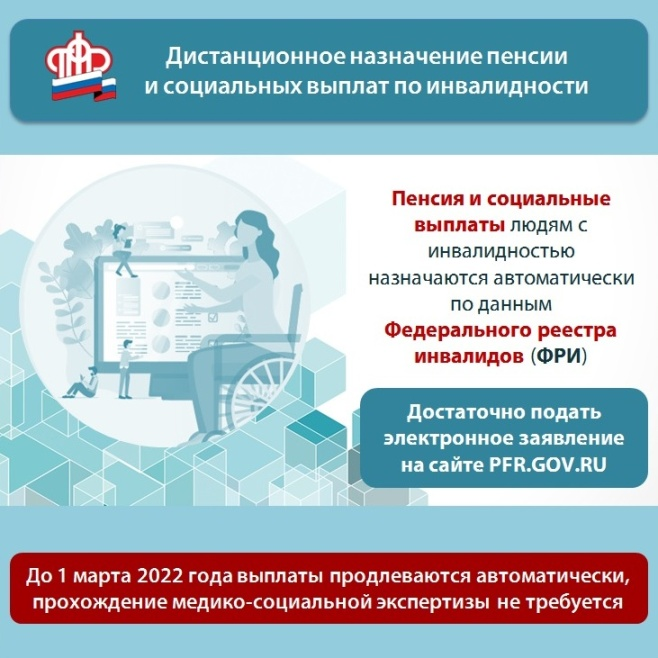 ПФР
Дистанционное назначение пенсии
и социальных выплат по инвалидности
Пенсия и социальные
выплаты людям с
инвалидностью
назначаются автоматически
по данным
Федерального реестра
инвалидов (ФРИ)
Достаточно подать
электронное заявление
на сайте PFR.GOV.RU
До 1 марта 2022 года выплаты продлеваются автоматически,
прохождение медико-социальной экспертизы не требуется